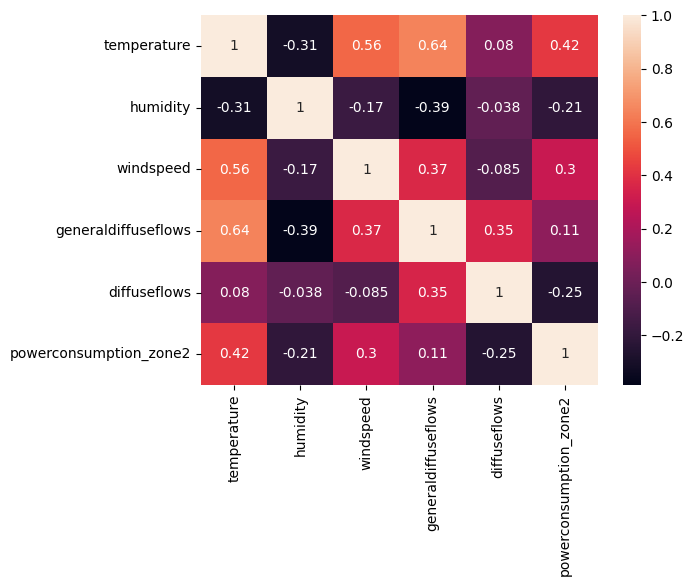 1.0
temperature 1 -0.31 0.56 0.64 0.08 0.42
0.8
humidity -0.31 1 -0.17 -0.39 -0.038 -0.21
0.6
windspeed 0.56 -0.17 1 0.37 -0.085 0.3
0.4
generaldiffuseflows 0.64 -0.39 0.37 1 0.35 0.11
0.2
diffuseflows 0.08 -0.038 -0.085 0.35 1 -0.25
0.0
powerconsumption_zone2 0.42 -0.21 0.3 0.11 -0.25 1
−0.2
temperature
humidity
windspeed
generaldiffuseflows
diffuseflows
powerconsumption_zone2